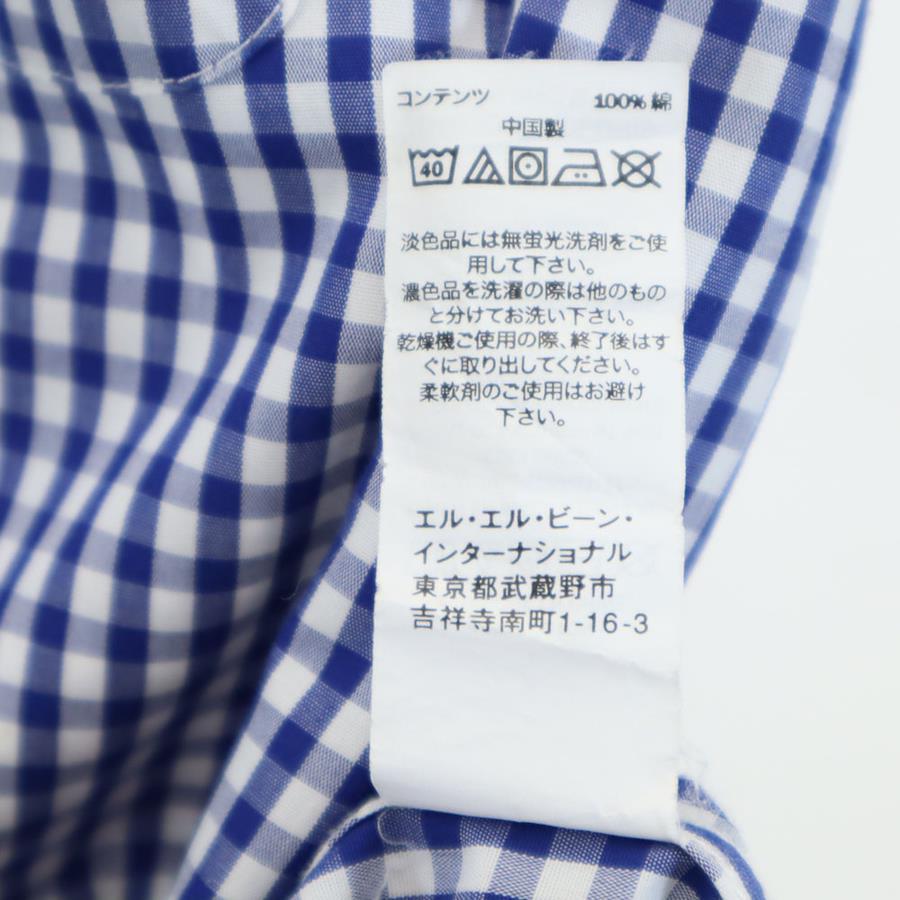 コンテンツ 100% 綿
中国製
40
淡色品には無蛍光洗剤をご使
用して下さい。
濃色品を洗濯の際は他のもの
と分けてお洗い下さい。
乾燥機ご使用の際、終了後はす
ぐに取り出してください。
柔軟剤のご使用はお避け
下さい。
エル・エル・ビーン・
インターナショナル
東京都武蔵野市
吉祥寺南町1-16-3